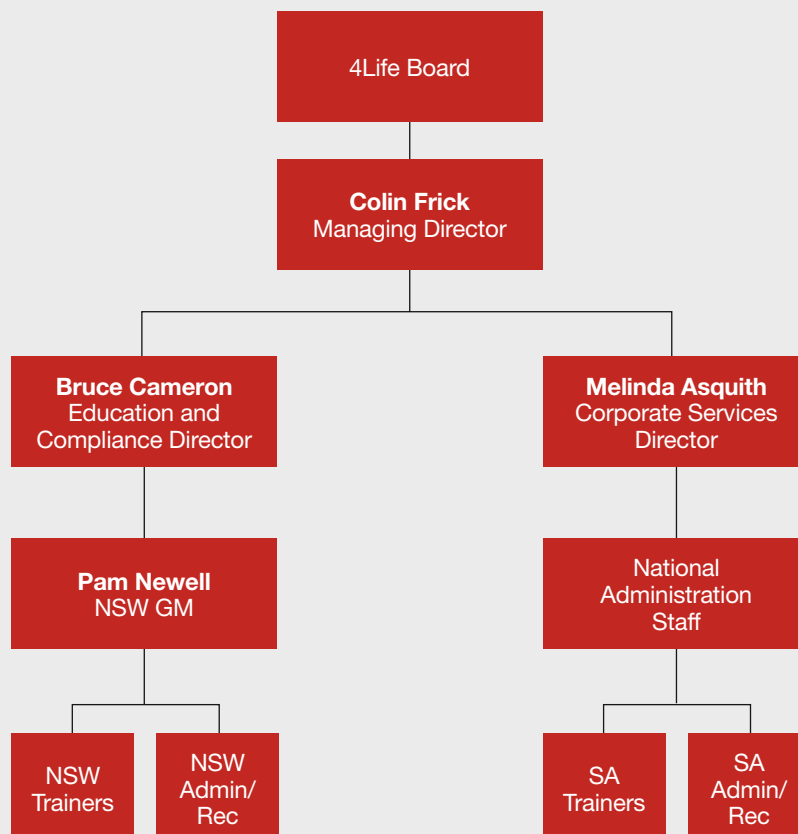 4Life Board
Colin Frick
Managing Director
Bruce Cameron
Education and
Compliance Director
Melinda Asquith
Corporate Services
Director
Pam Newell
NSW GM
National
Administration
Staff
NSW
Trainers
NSW
Admin/
Rec
SA
Trainers
SA
Admin/
Rec